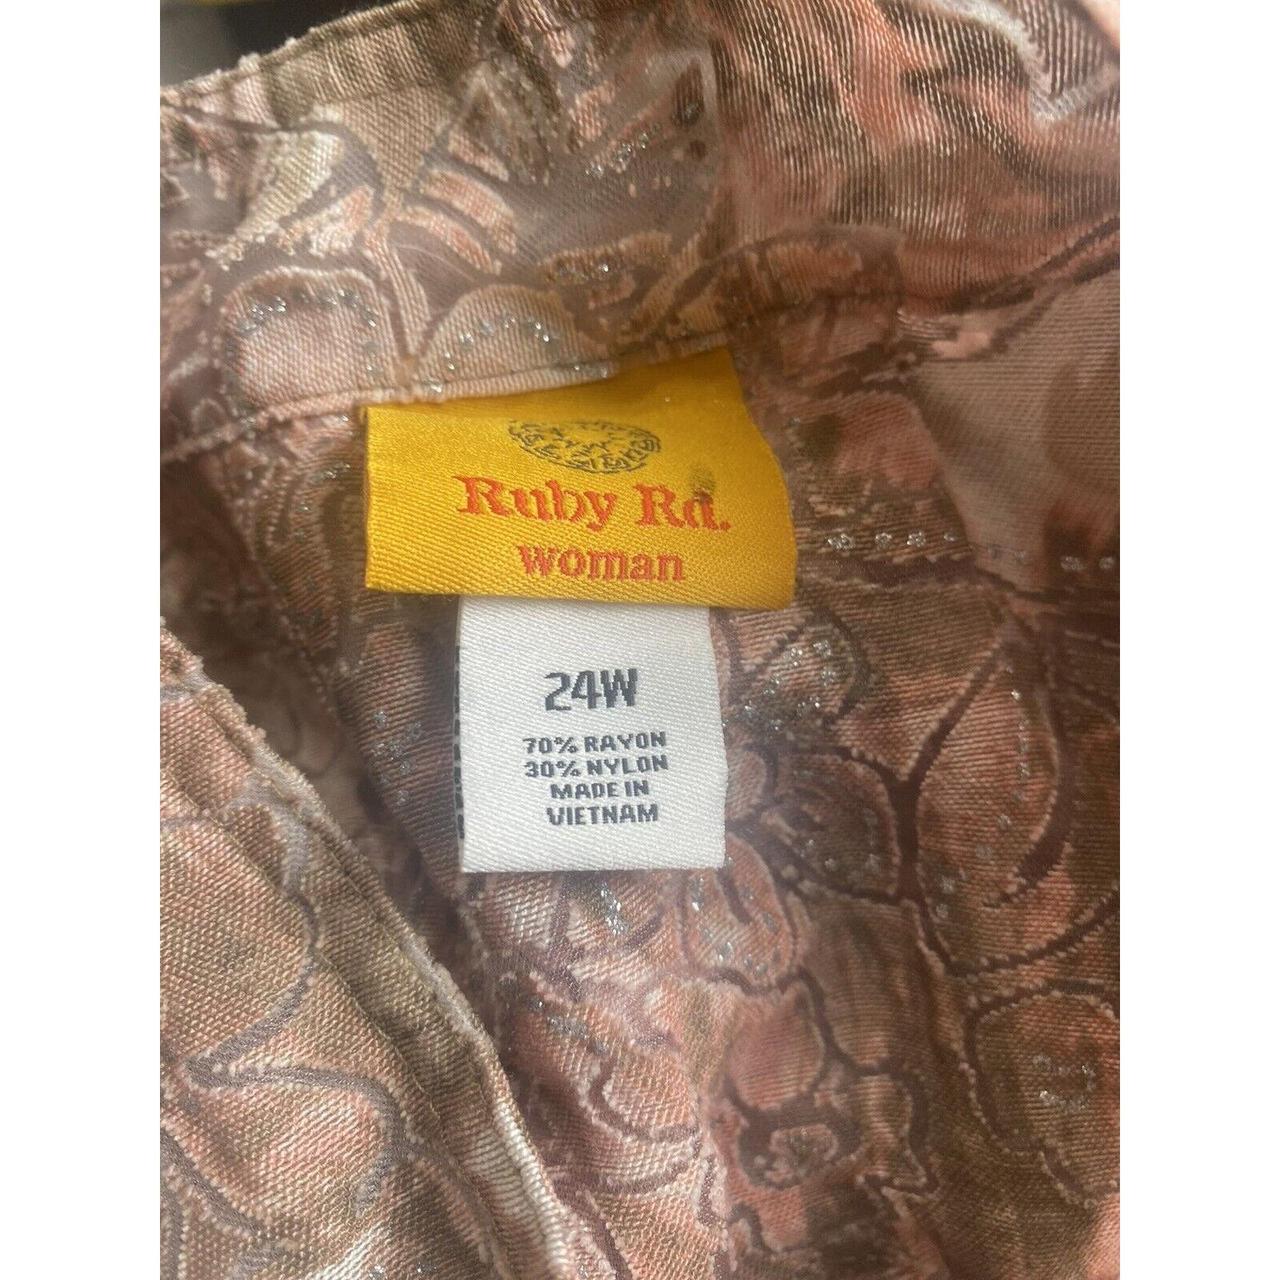 Ruby Rd.
woman
24W
70% RAYON
30% NYLON
MADE IN
VIETNAM